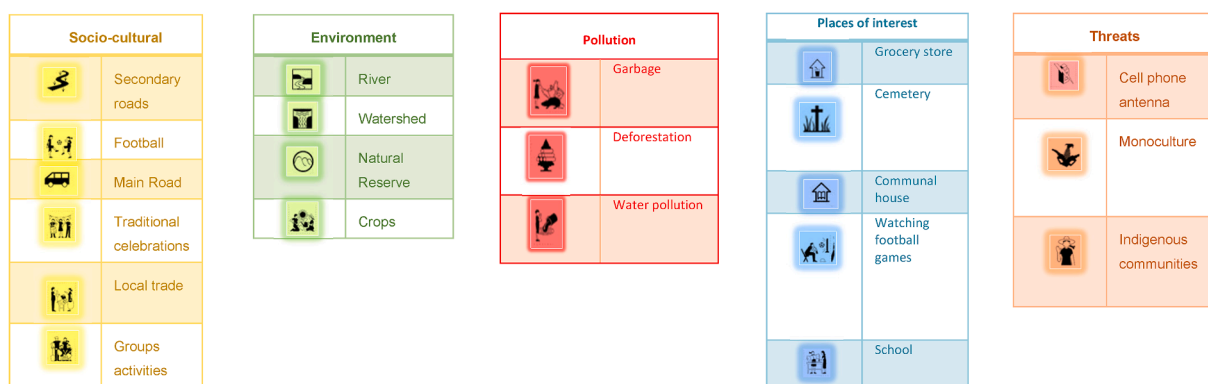 Socio-cultural
Secondary
roads
Football
Main Road
Traditional
celebrations
Local trade
Groups
activities
Environment
River
Watershed
Natural
Reserve
Crops
Pollution
Garbage
Deforestation
Water pollution
Places of interest
Grocery store
Cemetery
Communal
house
Watching
football
games
School
Threats
Cell phone
antenna
Monoculture
Indigenous
communities